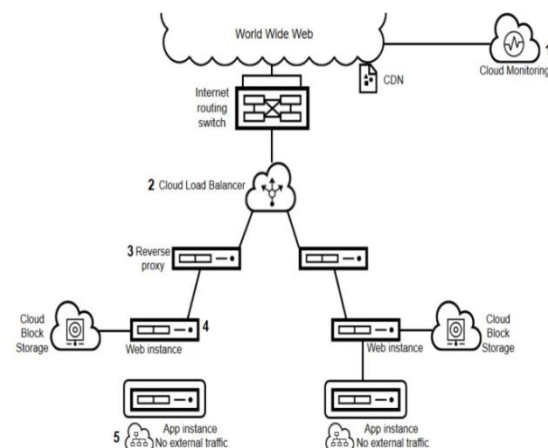 World Wide Web
Cloud Monitoring
CDN
Internet
routing
switch
2 Cloud Load Balancer
3 Reverse
proxy
Cloud
Block
Storage
4
Web instance
Web instance
Cloud
Block
Storage
5
App instance
No external traffic
App instance
No external traffic